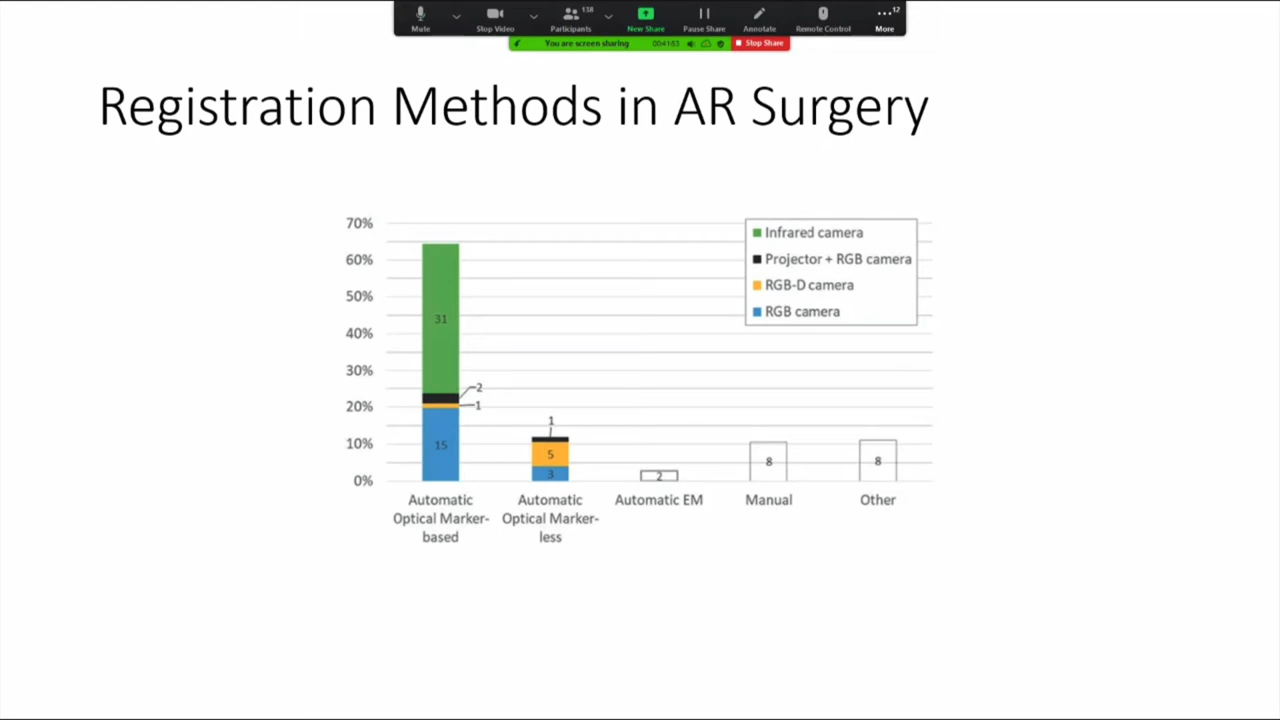 138
12
Mute
Stop Video
Participants
New Share
Pause Share
Annotate
Remote Control
More
You are screen sharing
Stop Share
Registration Methods in AR Surgery
70%
60%
50%
40%
30%
20%
10%
0%
Infrared camera
Projector + RGB camera
RGB-D camera
RGB camera
31
2
1
15
1
5
3
2
8
8
Automatic
Optical Marker-
based
Automatic
Optical Marker-
less
Automatic EM
Manual
Other